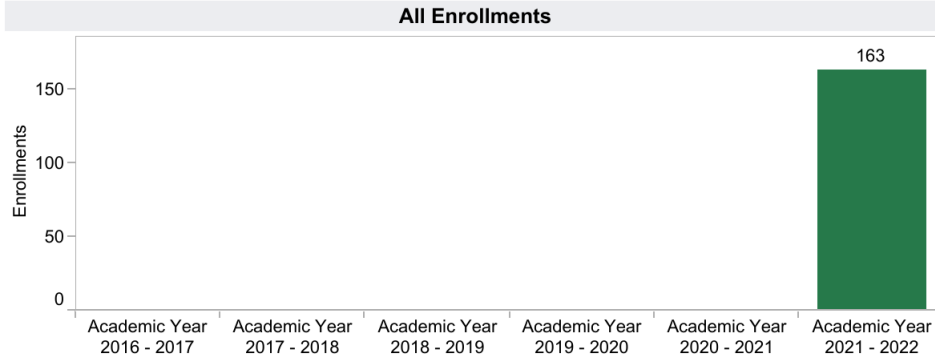 All Enrollments
163
150
100
50
0
Enrollments
Academic Year
2016 - 2017
Academic Year
2017 - 2018
Academic Year
2018 - 2019
Academic Year
2019 - 2020
Academic Year
2020 - 2021
Academic Year
2021 - 2022